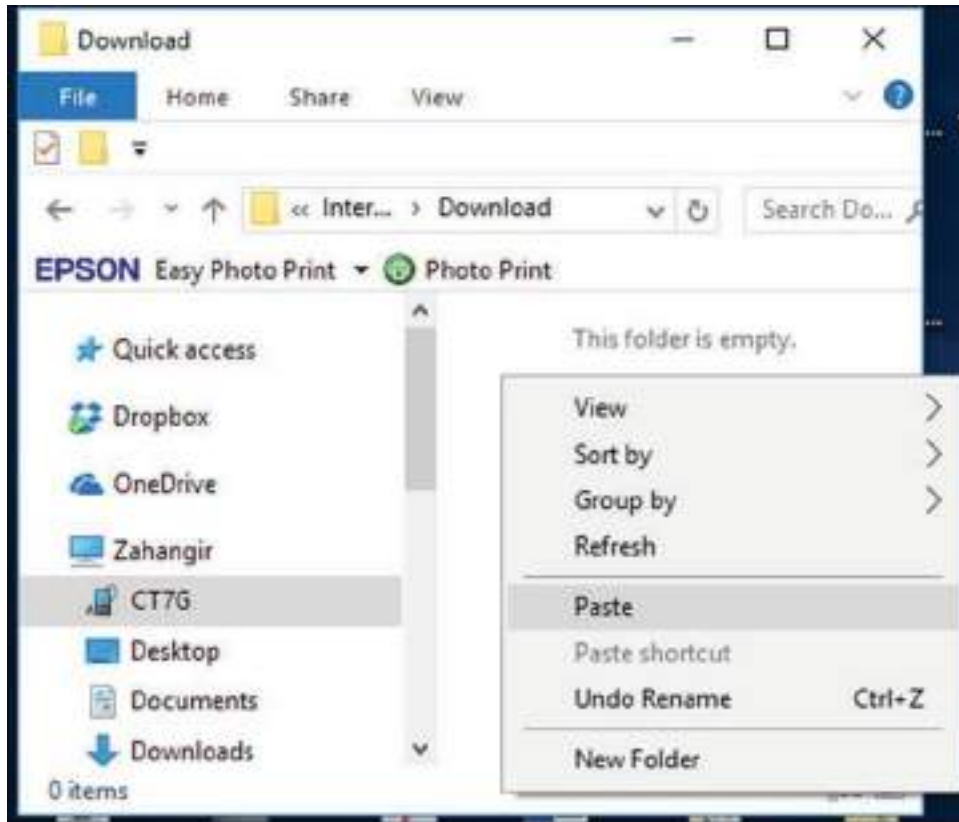 Download
File Home Share View
« Inter... › Download Search Do...
EPSON Easy Photo Print Photo Print
Quick access
Dropbox
OneDrive
Zahangir
CT7G
Desktop
Documents
Downloads
0 items
This folder is empty.
View
Sort by
Group by
Refresh
Paste
Paste shortcut
Undo Rename Ctrl+Z
New Folder